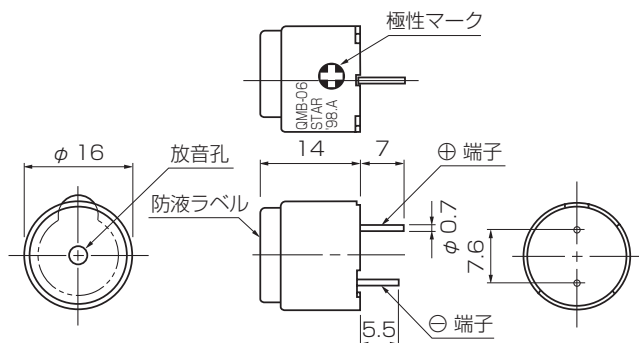 極性マーク
QMB-06
STAR
'98.A
φ 16
放音孔
14
7
⊕ 端子
防液ラベル
φ 0.7
7.6
5.5
⊖ 端子